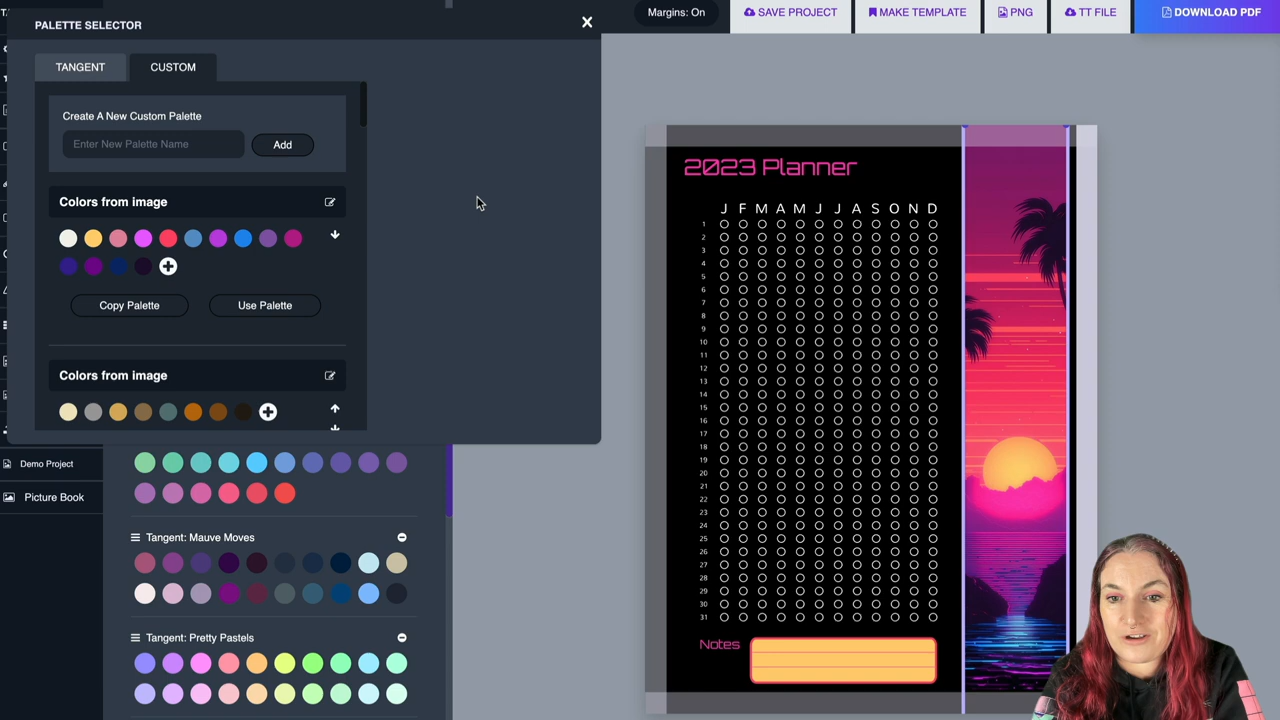 PALETTE SELECTOR
Margins: On
SAVE PROJECT
MAKE TEMPLATE
PNG
TT FILE
DOWNLOAD PDF
TANGENT
CUSTOM
Create A New Custom Palette
Enter New Palette Name
Add
Colors from image
Copy Palette
Use Palette
Colors from image
Demo Project
Picture Book
Tangent: Mauve Moves
Tangent: Pretty Pastels
2023 Planner
J F M A M J J A S O N D
1
2
3
4
5
6
7
8
9
10
11
12
13
14
15
16
17
18
19
20
21
22
23
24
25
26
27
28
29
30
31
Notes